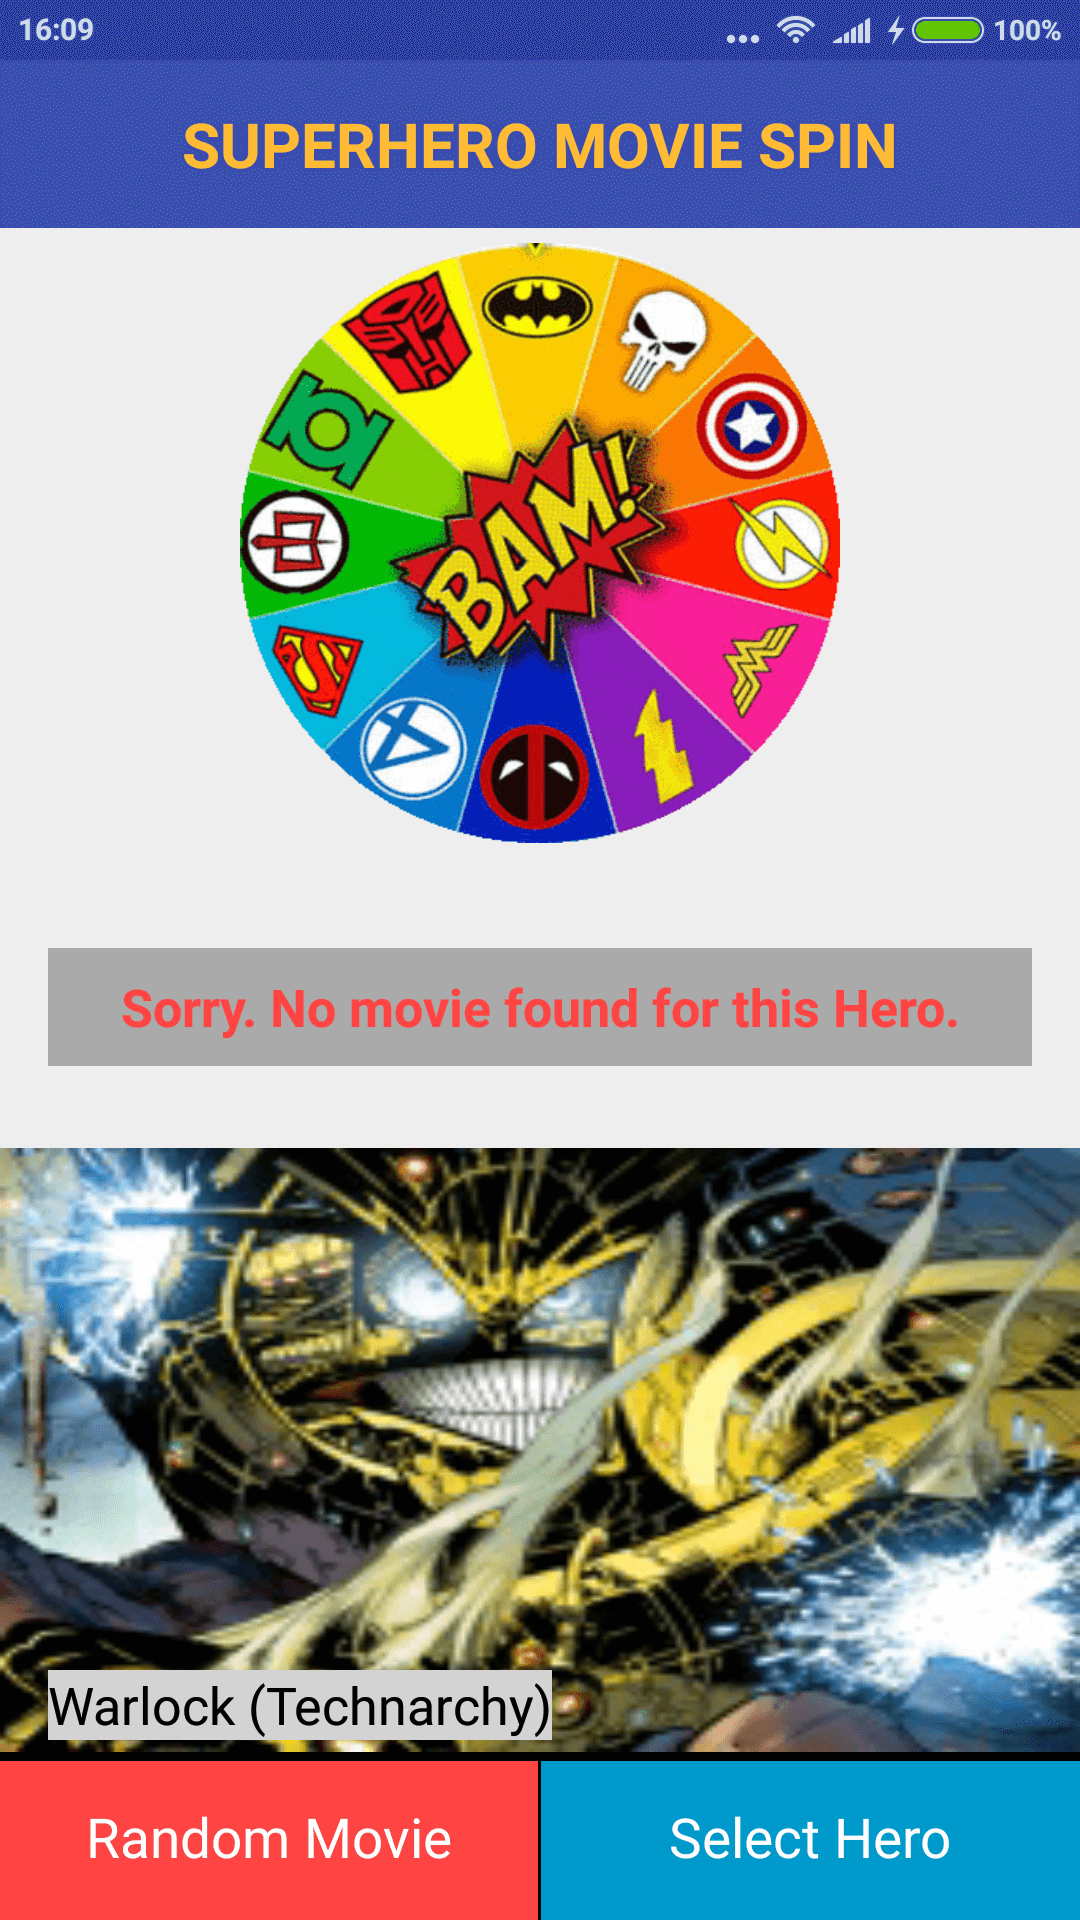 16:09
100%
SUPERHERO MOVIE SPIN
BAM!
Sorry. No movie found for this Hero.
Warlock (Technarchy)
Random Movie
Select Hero